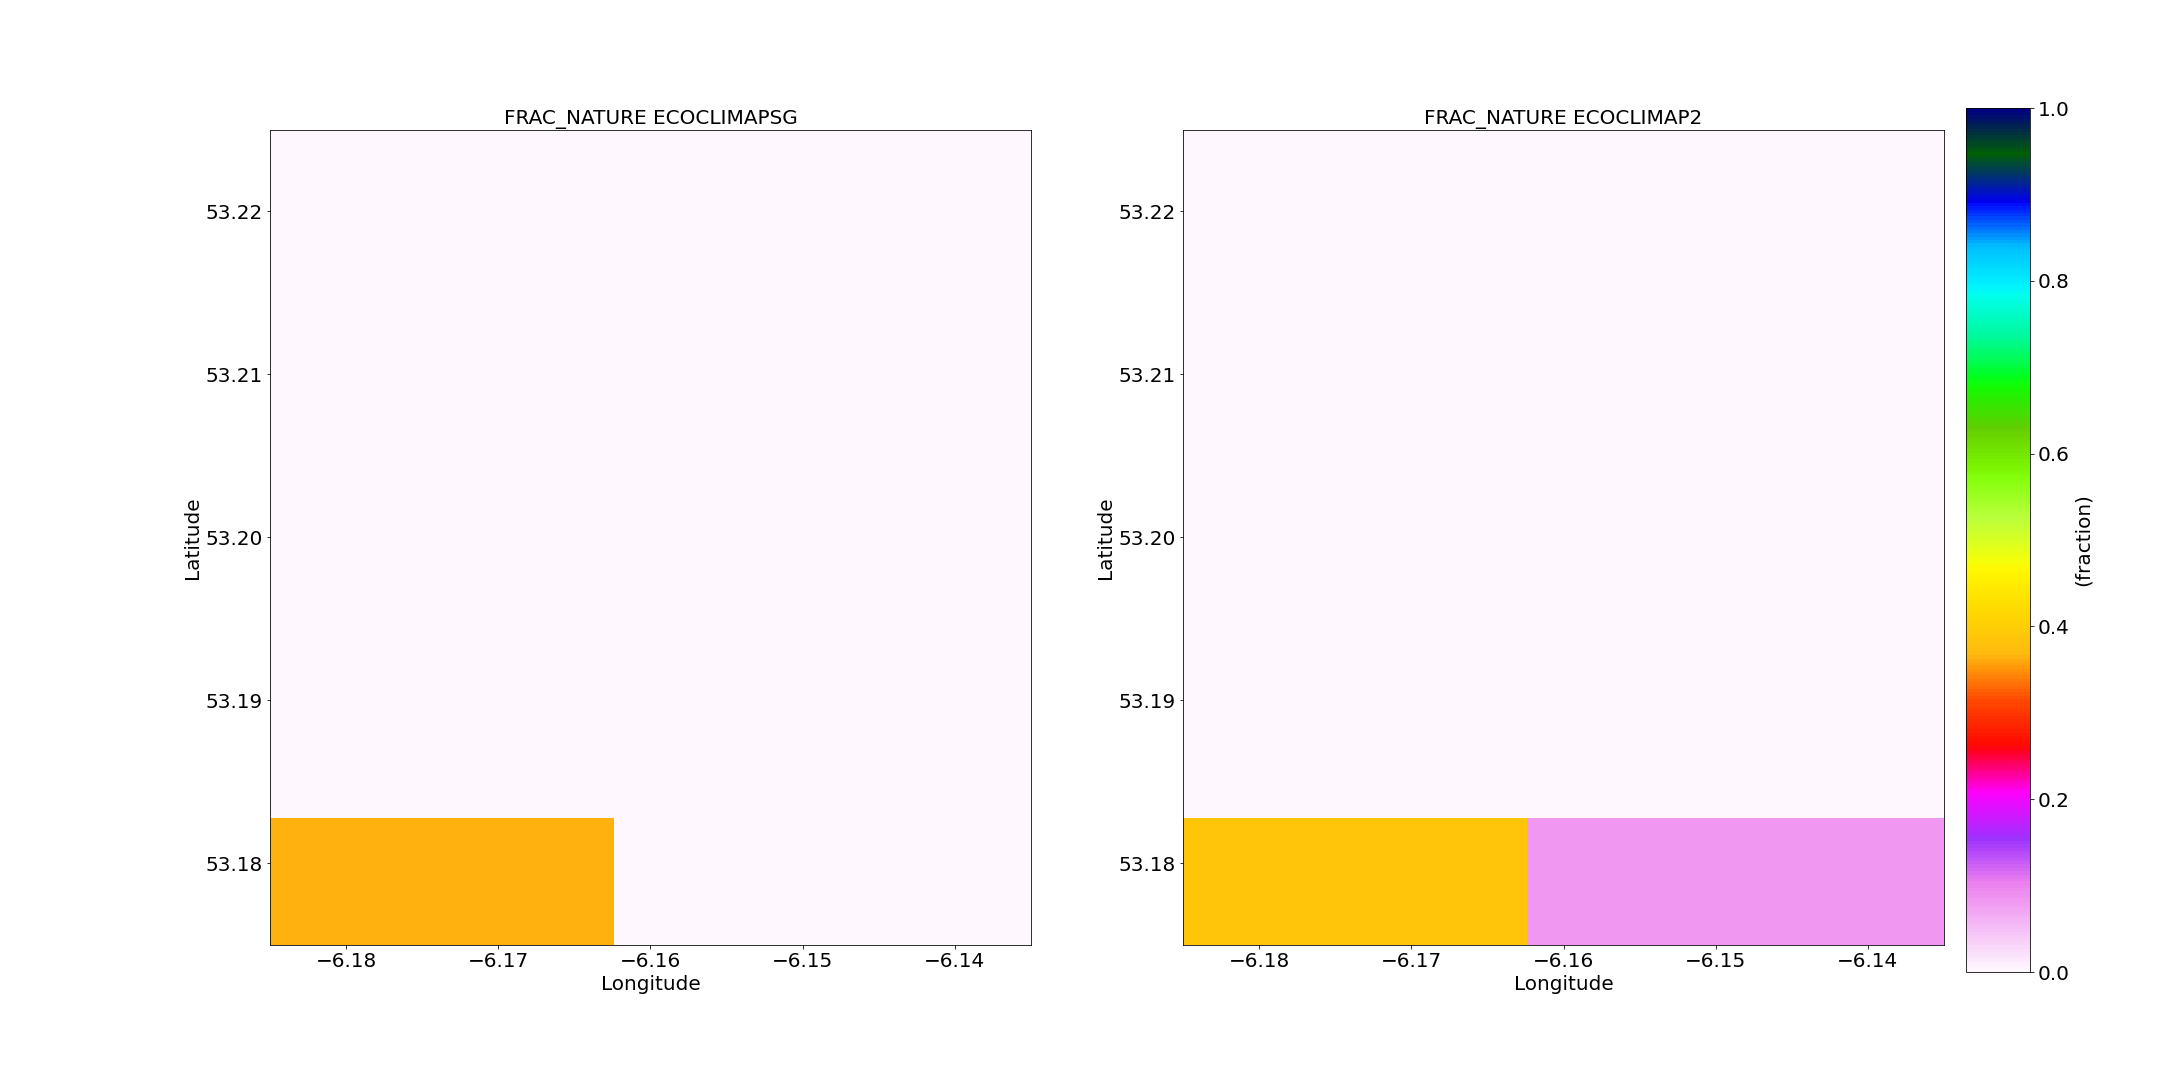 FRAC_NATURE ECOCLIMAPSG
53.22
53.21
53.20
53.19
53.18
Latitude
−6.18 −6.17 −6.16 −6.15 −6.14
Longitude
FRAC_NATURE ECOCLIMAP2
53.22
53.21
53.20
53.19
53.18
Latitude
−6.18 −6.17 −6.16 −6.15 −6.14
Longitude
1.0
0.8
0.6
0.4
0.2
0.0
(fraction)